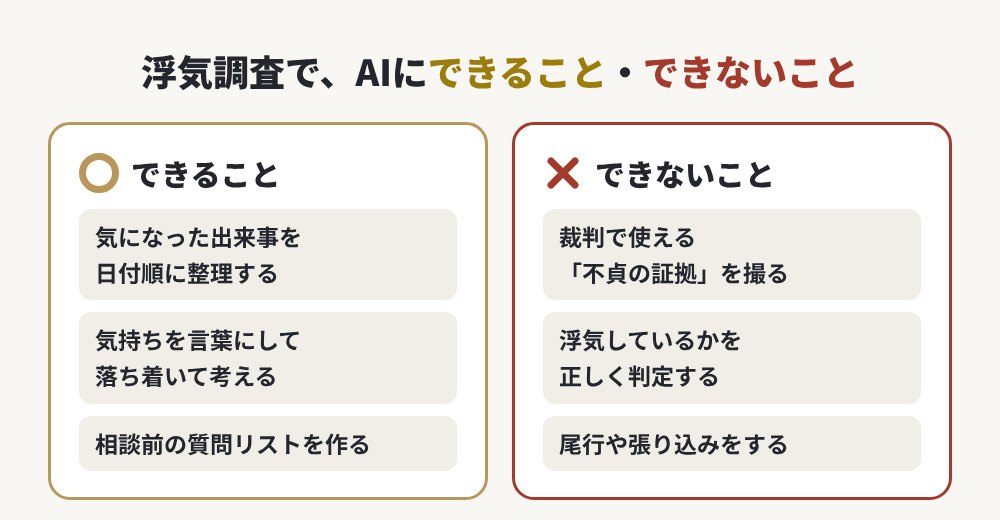 浮気調査で、AIにできること・できないこと
できること
気になった出来事を
日付順に整理する
気持ちを言葉にして
落ち着いて考える
相談前の質問リストを作る
できないこと
裁判で使える
「不貞の証拠」を撮る
浮気しているかを
正しく判定する
尾行や張り込みをする